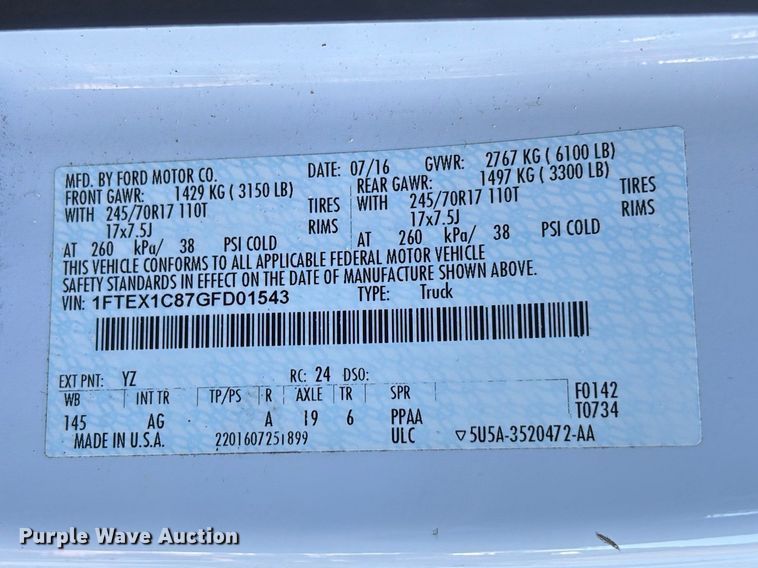 MFD. BY FORD MOTOR CO. DATE: 07/16 GVWR: 2767 KG ( 6100 LB)
FRONT GAWR: 1429 KG ( 3150 LB) REAR GAWR: 1497 KG ( 3300 LB)
WITH 245/70R17 110T TIRES WITH 245/70R17 110T TIRES
17x7.5J RIMS 17x7.5J RIMS
AT 260 kPa/ 38 PSI COLD AT 260 kPa/ 38 PSI COLD
THIS VEHICLE CONFORMS TO ALL APPLICABLE FEDERAL MOTOR VEHICLE
SAFETY STANDARDS IN EFFECT ON THE DATE OF MANUFACTURE SHOWN ABOVE.
VIN: 1FTEX1C87GFD01543 TYPE: Truck
EXT PNT: YZ RC: 24 DSO:
WB INT TR TP/PS R AXLE TR SPR F0142
145 AG A 19 6 PPAA T0734
MADE IN U.S.A. 2201607251899 ULC ▽5U5A-3520472-AA
Purple Wave Auction